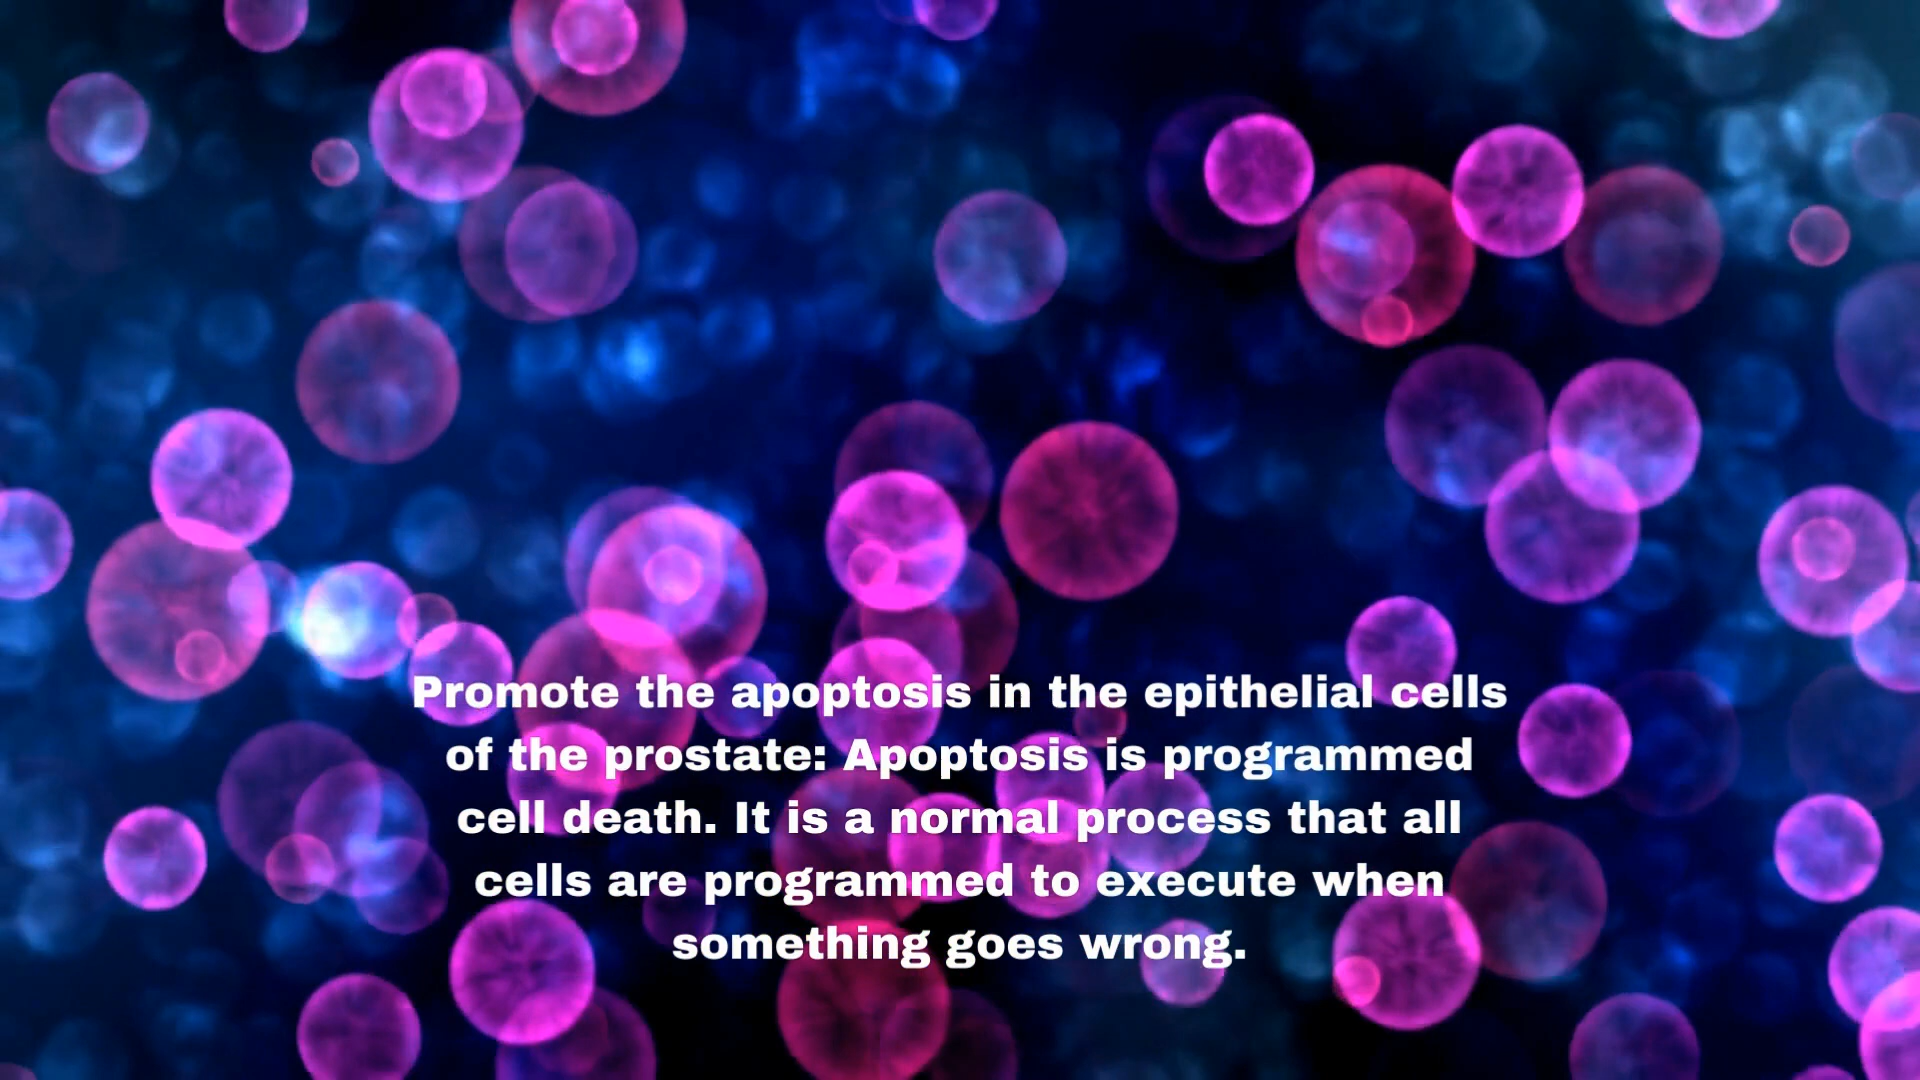 Promote the apoptosis in the epithelial cells
of the prostate: Apoptosis is programmed
cell death. It is a normal process that all
cells are programmed to execute when
something goes wrong.